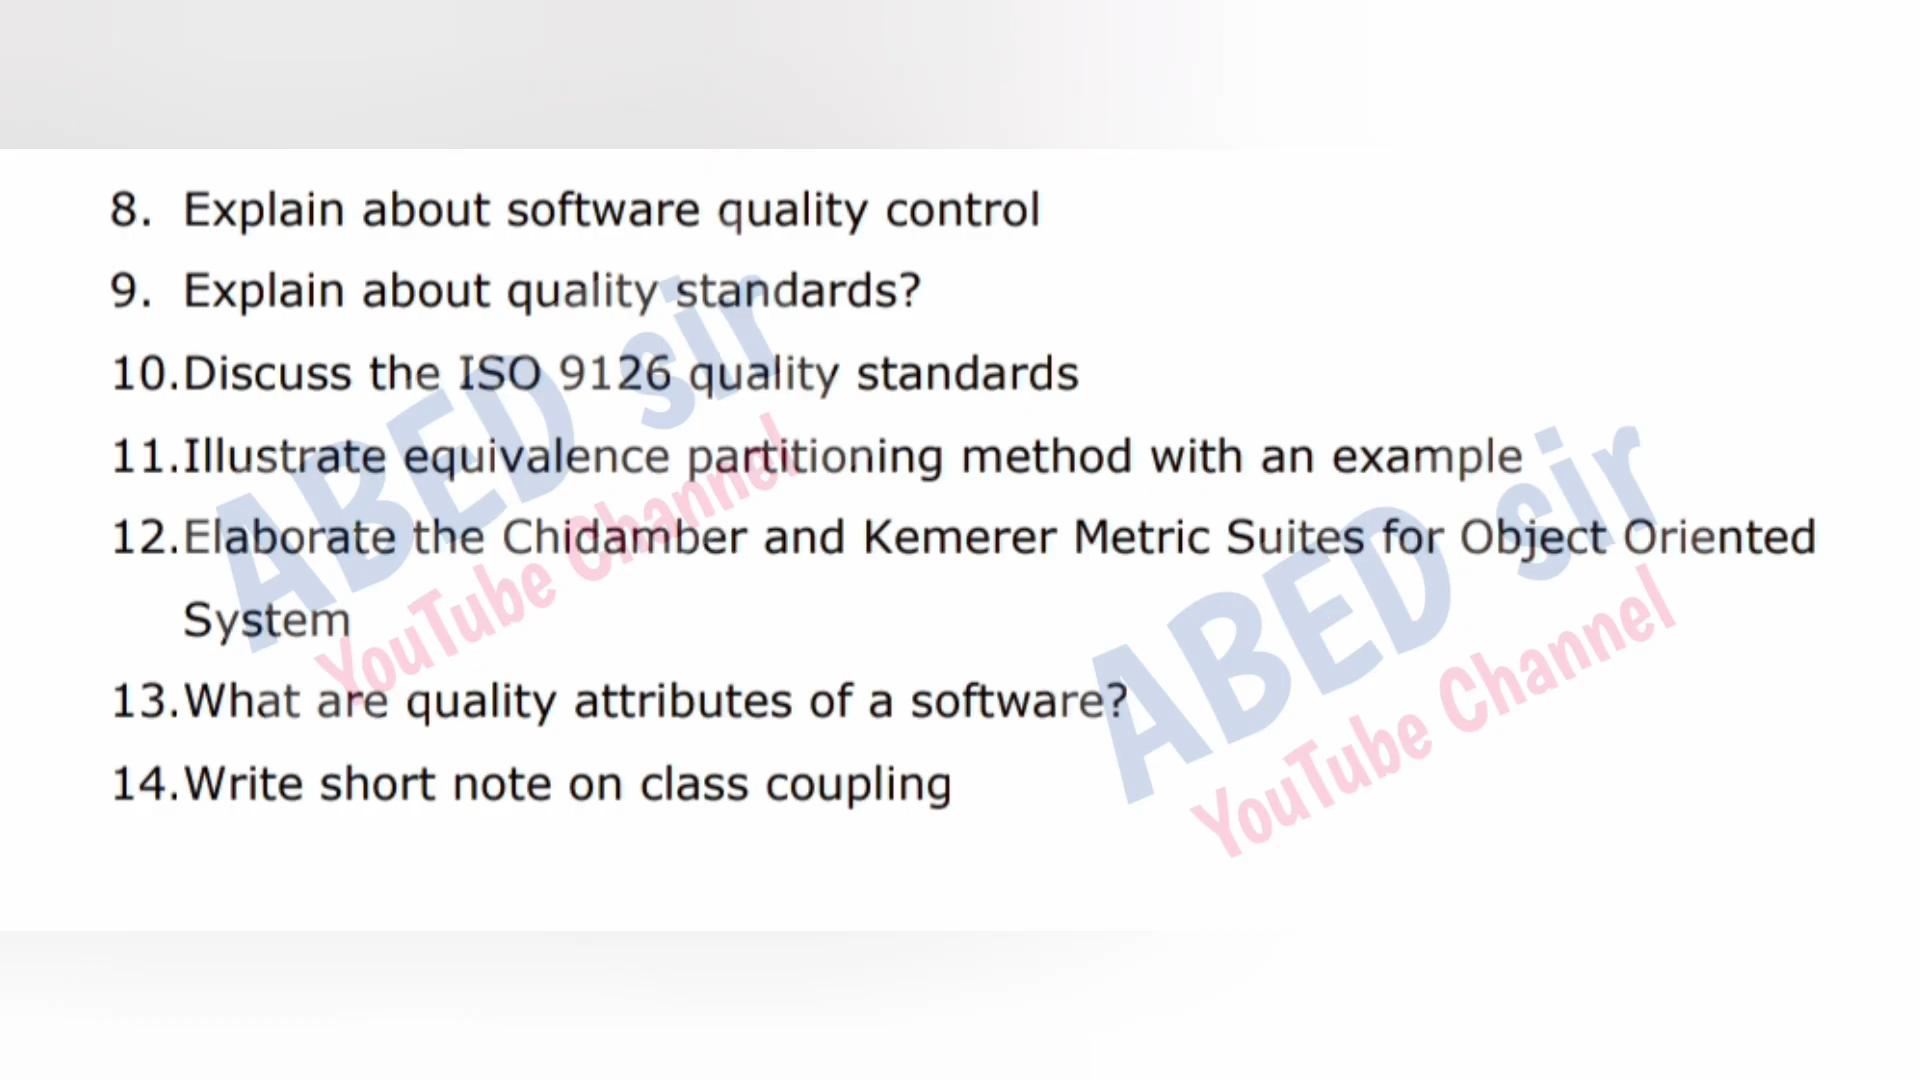 8. Explain about software quality control
9. Explain about quality standards?
10.Discuss the ISO 9126 quality standards
11.Illustrate equivalence partitioning method with an example
12.Elaborate the Chidamber and Kemerer Metric Suites for Object Oriented
System
13.What are quality attributes of a software?
14.Write short note on class coupling
ABED sir
YouTube Channel
ABED sir
YouTube Channel